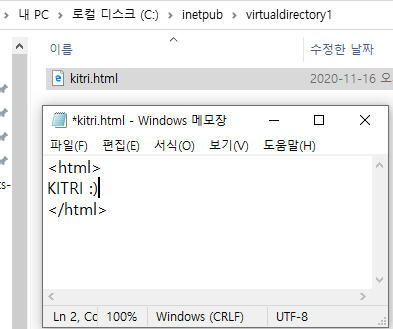 내 PC > 로컬 디스크 (C:) > inetpub > virtualdirectory1
이름 수정한 날짜
kitri.html 2020-11-16 오
*kitri.html - Windows 메모장
파일(F) 편집(E) 서식(O) 보기(V) 도움말(H)
<html>
KITRI :)
</html>
ts-
Ln 2, Cc 100% Windows (CRLF) UTF-8